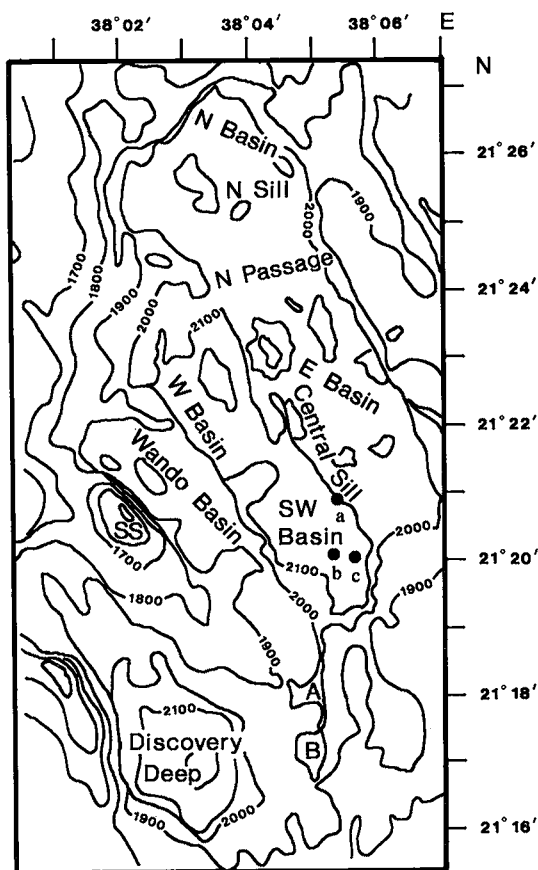 38°02′ 38°04′ 38°06′ E
N
N Basin
21°26′
N Sill
2000
1900
1700
1800
N Passage
21°24′
1900
2000
2100
E Basin
W Basin
21°22′
Central Sill
Wando Basin
SW
Basin
a
SS
2000
1700
2100
b
c
21°20′
1800
2000
1900
1900
A
21°18′
2100
B
Discovery
Deep
2000
1900
21°16′